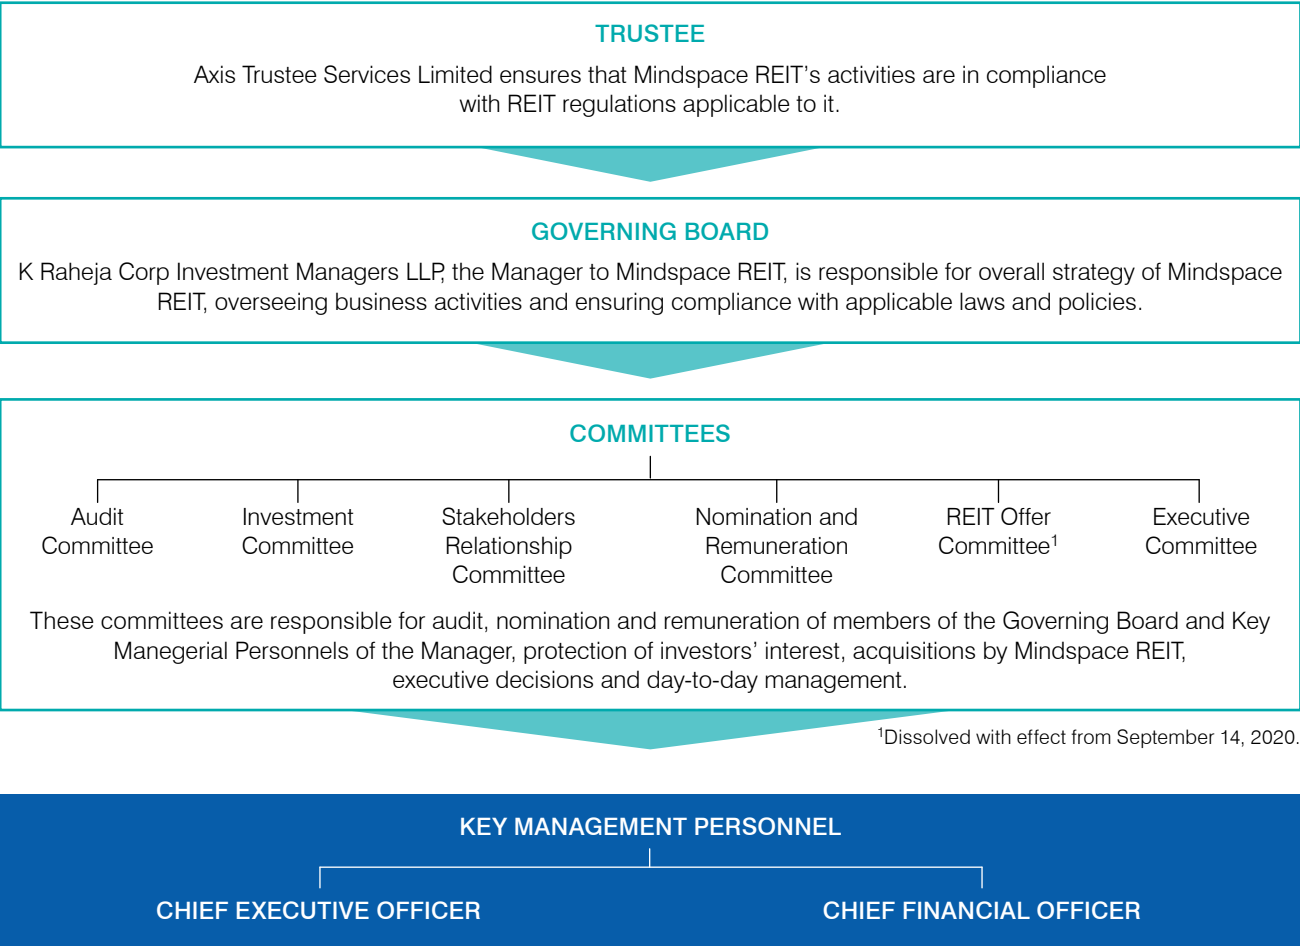 TRUSTEE
Axis Trustee Services Limited ensures that Mindspace REIT’s activities are in compliance
with REIT regulations applicable to it.
GOVERNING BOARD
K Raheja Corp Investment Managers LLP, the Manager to Mindspace REIT, is responsible for overall strategy of Mindspace
REIT, overseeing business activities and ensuring compliance with applicable laws and policies.
COMMITTEES
Audit
Committee
Investment
Committee
Stakeholders
Relationship
Committee
Nomination and
Remuneration
Committee
REIT Offer
Committee¹
Executive
Committee
These committees are responsible for audit, nomination and remuneration of members of the Governing Board and Key
Manegerial Personnels of the Manager, protection of investors’ interest, acquisitions by Mindspace REIT,
executive decisions and day-to-day management.
¹Dissolved with effect from September 14, 2020.
KEY MANAGEMENT PERSONNEL
CHIEF EXECUTIVE OFFICER
CHIEF FINANCIAL OFFICER